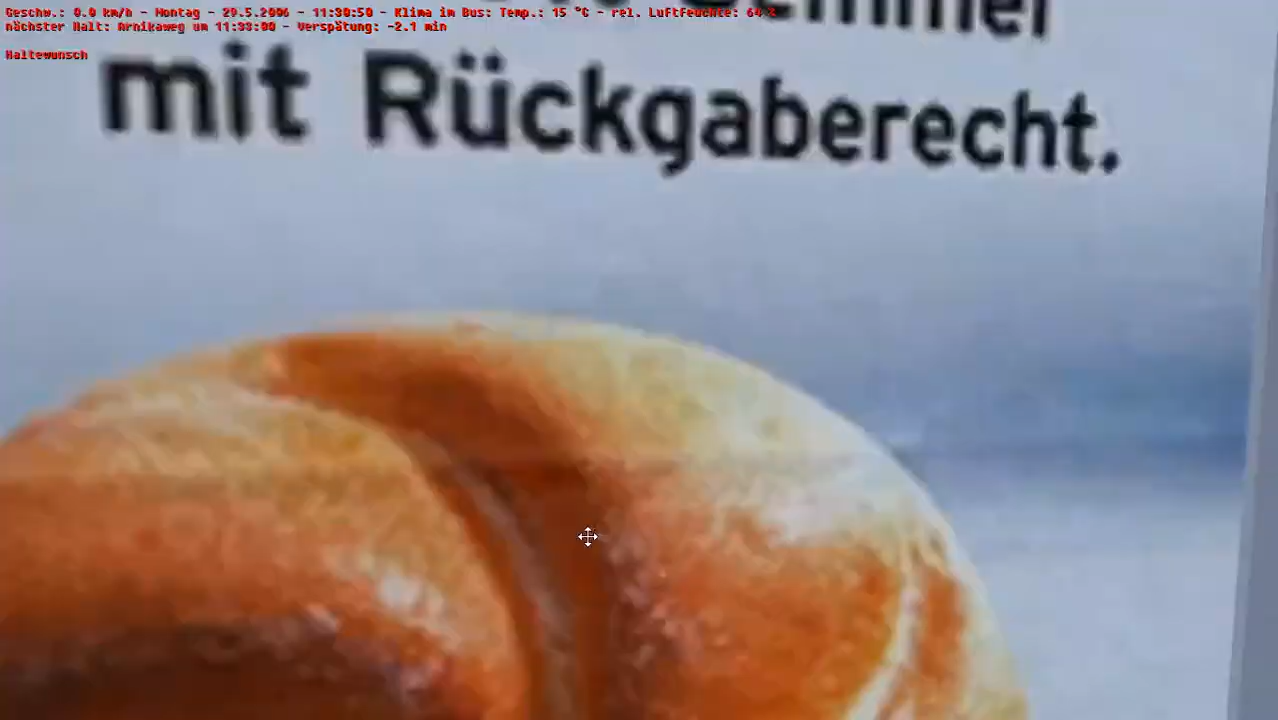 Geschw.: 0.0 km/h - Montag - 29.5.2006 - 11:30:50 - Klima im Bus: Temp.: 15 °C - rel. Luftfeuchte: 64 %
nächster Halt: Arnikaweg um 11:33:00 - Verspätung: -2.1 min
Haltewunsch
mit Rückgaberecht.